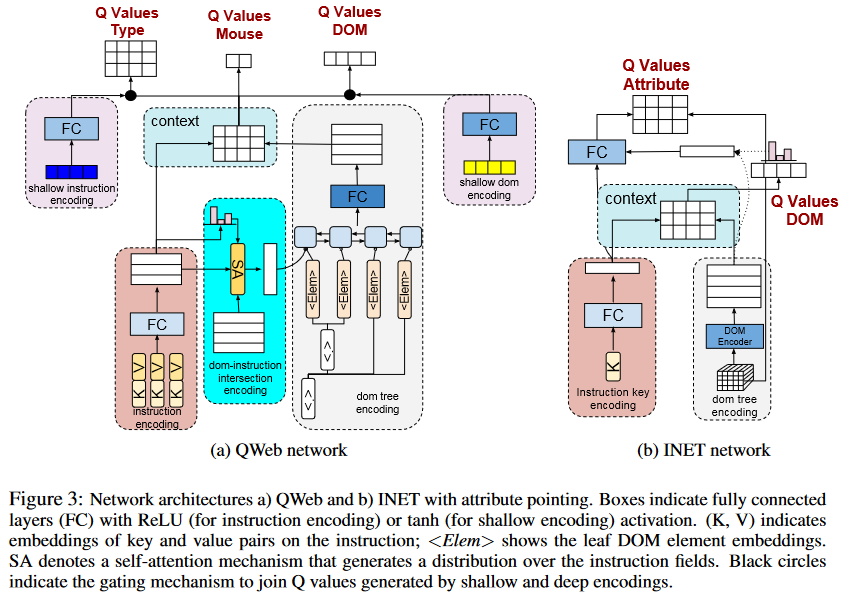 Q Values
Type
Q Values
Mouse
Q Values
DOM
FC
shallow instruction
encoding
context
FC
shallow dom
encoding
FC
SA
<Elem>
<Elem>
<Elem>
<Elem>
<>
<>
FC
K V
K V
K V
instruction
encoding
dom-instruction
intersection
encoding
dom tree
encoding
(a) QWeb network
Q Values
Attribute
FC
Q Values
DOM
context
FC
K
Instruction key
encoding
DOM
Encoder
dom tree
encoding
(b) INET network
Figure 3: Network architectures a) QWeb and b) INET with attribute pointing. Boxes indicate fully connected
layers (FC) with ReLU (for instruction encoding) or tanh (for shallow encoding) activation. (K, V) indicates
embeddings of key and value pairs on the instruction; <Elem> shows the leaf DOM element embeddings.
SA denotes a self-attention mechanism that generates a distribution over the instruction fields. Black circles
indicate the gating mechanism to join Q values generated by shallow and deep encodings.